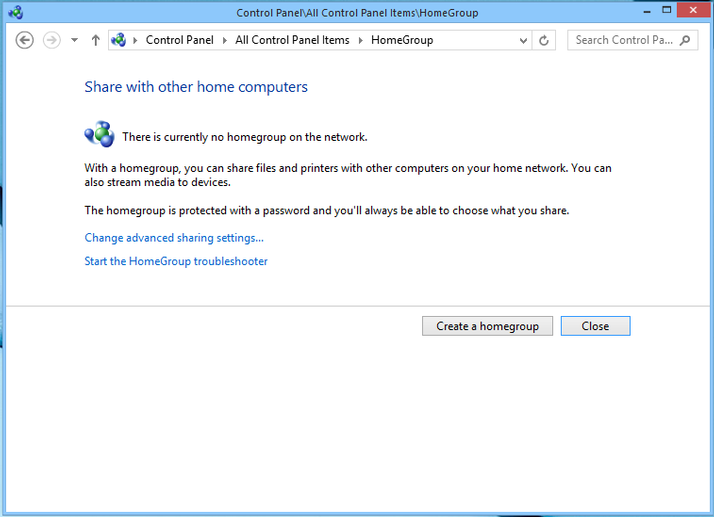 Control Panel\All Control Panel Items\HomeGroup
Control Panel All Control Panel Items HomeGroup
Search Control Pa...
Share with other home computers
There is currently no homegroup on the network.
With a homegroup, you can share files and printers with other computers on your home network. You can
also stream media to devices.
The homegroup is protected with a password and you'll always be able to choose what you share.
Change advanced sharing settings...
Start the HomeGroup troubleshooter
Create a homegroup
Close